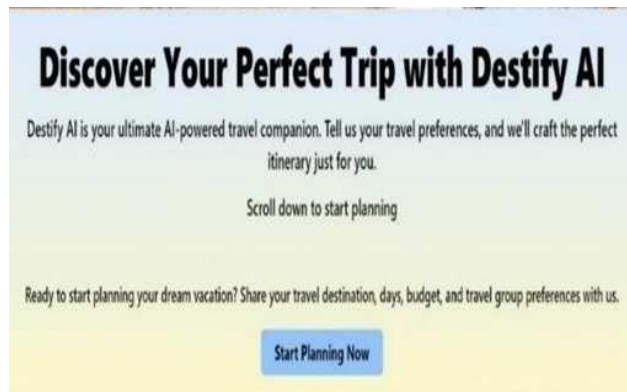 Discover Your Perfect Trip with Destify AI
Destify AI is your ultimate AI-powered travel companion. Tell us your travel preferences, and we'll craft the perfect
itinerary just for you.
Scroll down to start planning
Ready to start planning your dream vacation? Share your travel destination, days, budget, and travel group preferences with us.
Start Planning Now